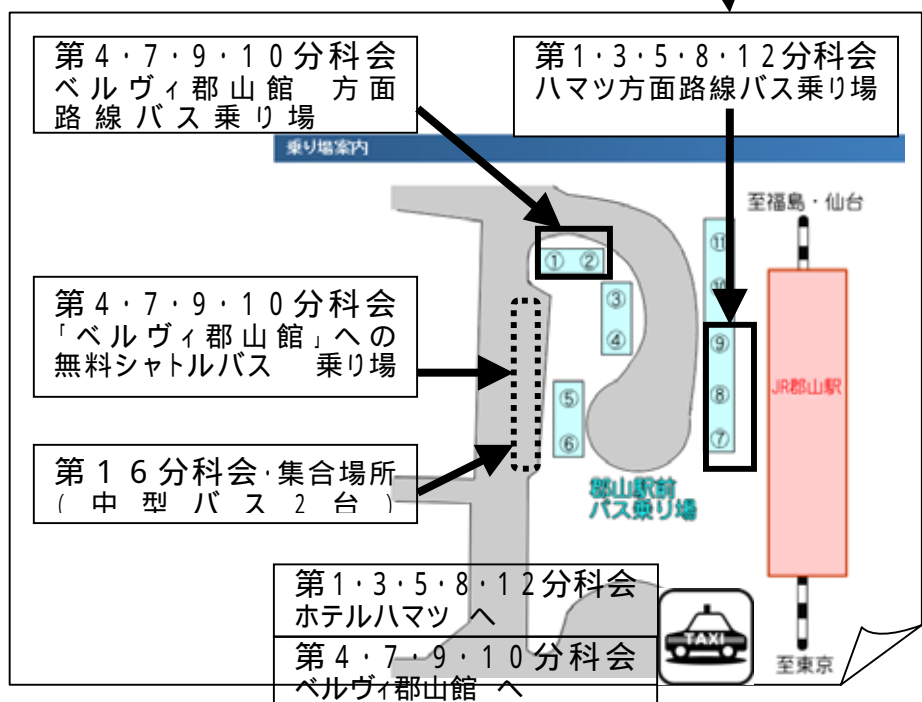 第4・7・9・10分科会
ベルヴィ郡山館 方面
路線バス乗り場
第1・3・5・8・12分科会
ハマツ方面路線バス乗り場
乗り場案内
至福島・仙台
① ②
③
④
⑤
⑥
⑪
⑩
⑨
⑧
⑦
JR郡山駅
第4・7・9・10分科会
「ベルヴィ郡山館」への
無料シャトルバス 乗り場
第16分科会・集合場所
(中型バス2台)
郡山駅前
バス乗り場
第1・3・5・8・12分科会
ホテルハマツ へ
第4・7・9・10分科会
ベルヴィ郡山館 へ
TAXI
至東京